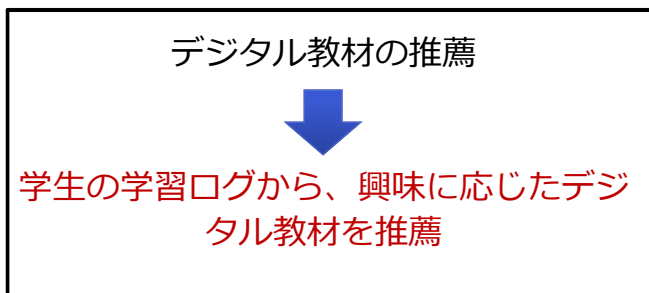 デジタル教材の推薦
学生の学習ログから、興味に応じたデジ
タル教材を推薦